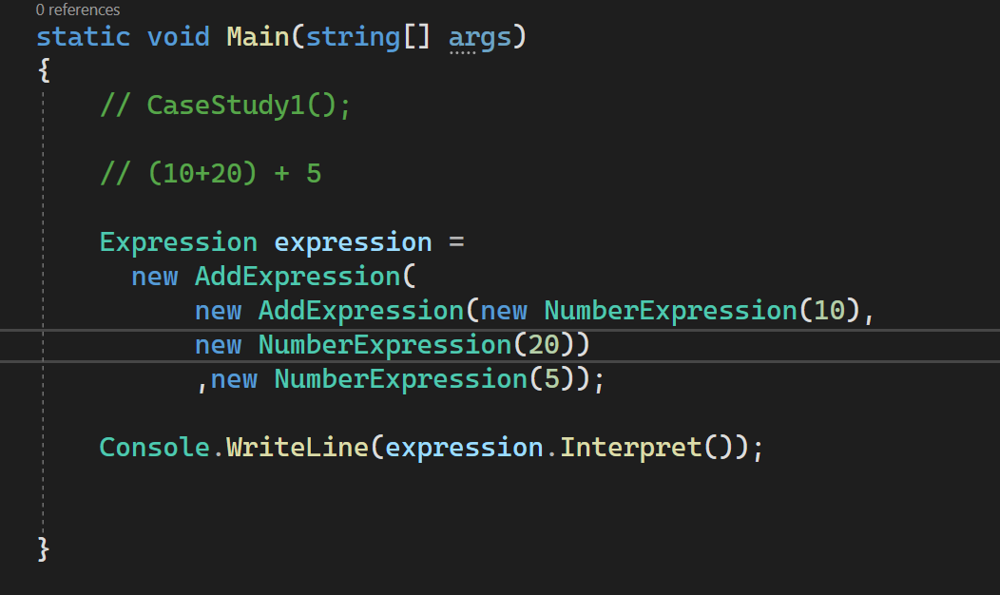 0 references
static void Main(string[] args)
{
// CaseStudy1();
// (10+20) + 5
Expression expression =
new AddExpression(
new AddExpression(new NumberExpression(10),
new NumberExpression(20))
,new NumberExpression(5));
Console.WriteLine(expression.Interpret());
}